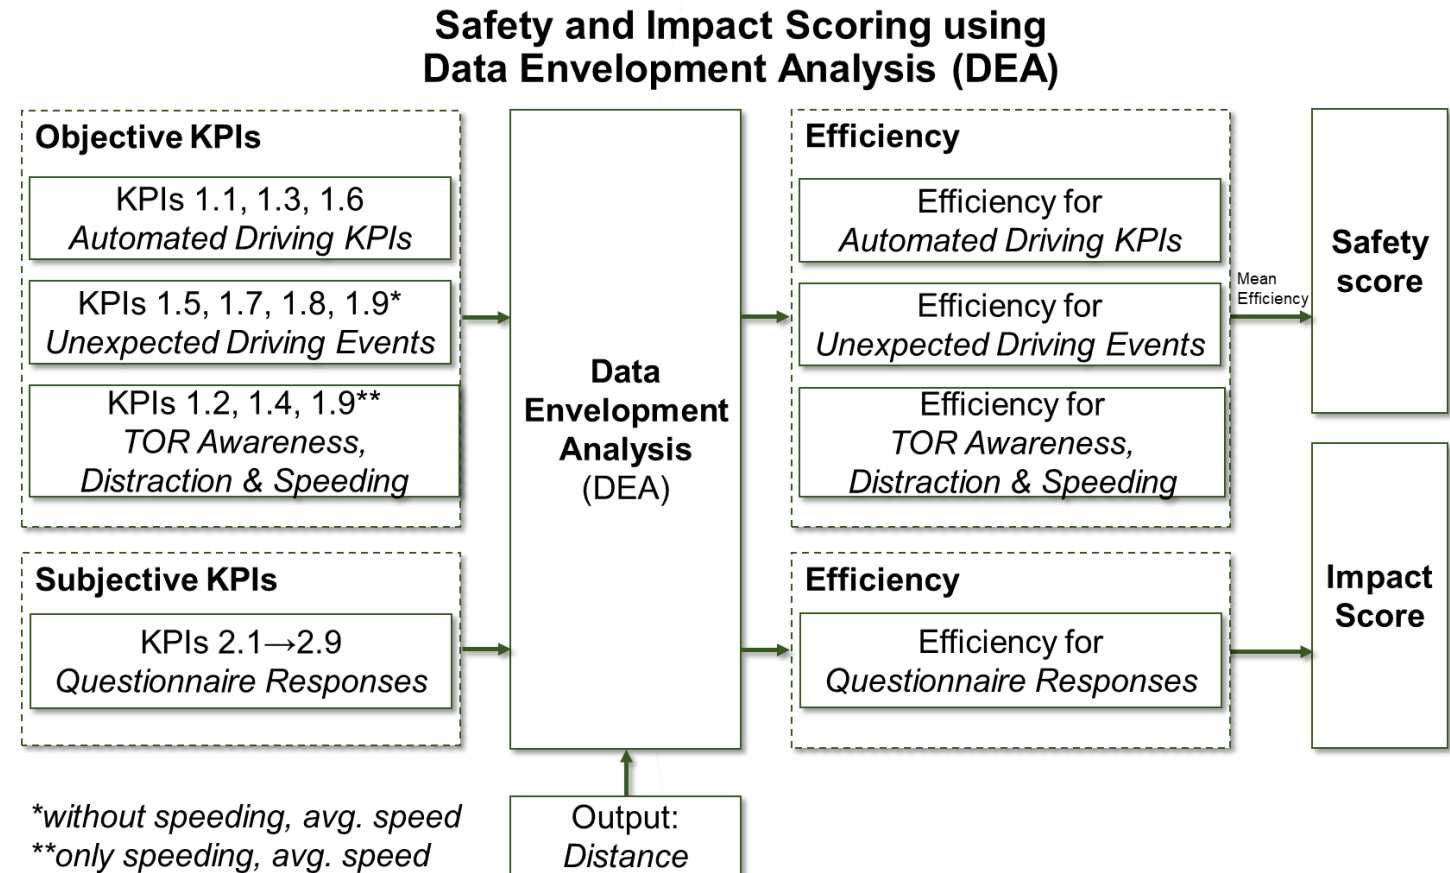 Safety and Impact Scoring using
Data Envelopment Analysis (DEA)
Objective KPIs
KPIs 1.1, 1.3, 1.6
Automated Driving KPIs
KPIs 1.5, 1.7, 1.8, 1.9*
Unexpected Driving Events
KPIs 1.2, 1.4, 1.9**
TOR Awareness,
Distraction & Speeding
Subjective KPIs
KPIs 2.1→2.9
Questionnaire Responses
*without speeding, avg. speed
**only speeding, avg. speed
Data
Envelopment
Analysis
(DEA)
Output:
Distance
Efficiency
Efficiency for
Automated Driving KPIs
Efficiency for
Unexpected Driving Events
Efficiency for
TOR Awareness,
Distraction & Speeding
Efficiency
Efficiency for
Questionnaire Responses
Mean
Efficiency
Safety
score
Impact
Score